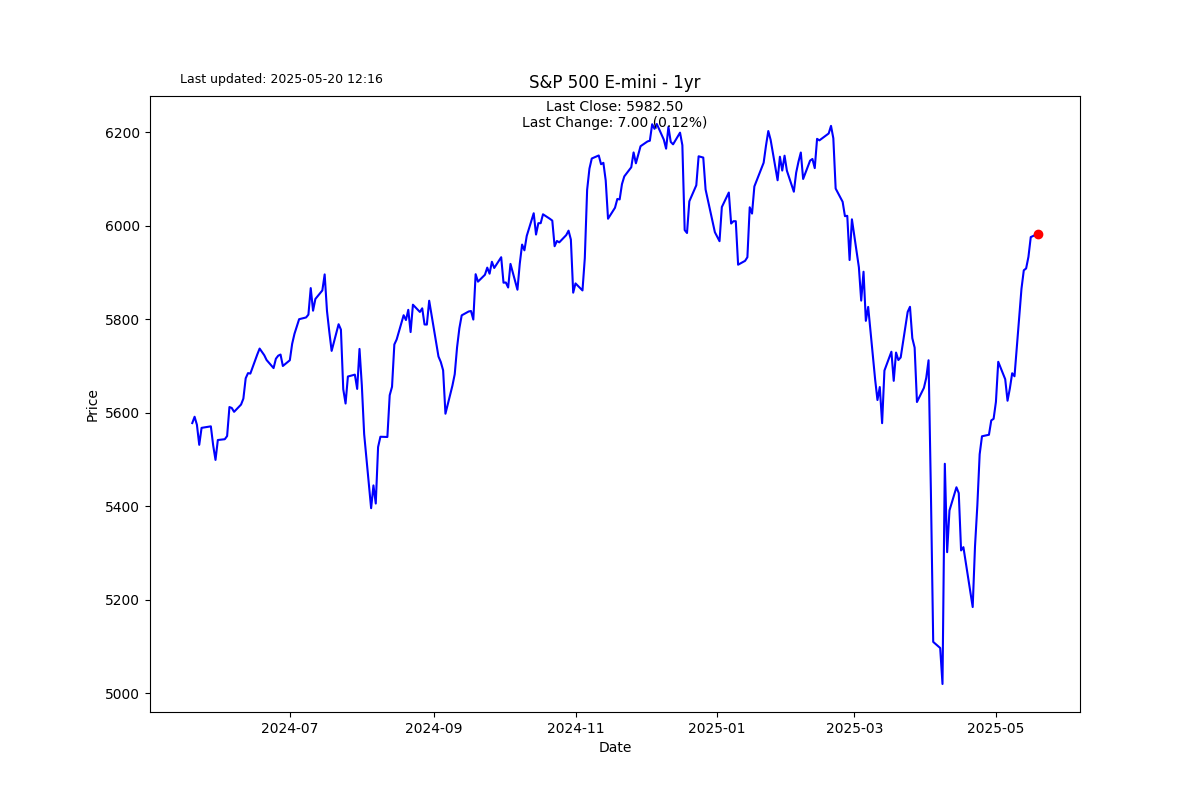 Last updated: 2025-05-20 12:16
S&P 500 E-mini - 1yr
Last Close: 5982.50
Last Change: 7.00 (0.12%)
6200
6000
5800
5600
5400
5200
5000
Price
2024-07
2024-09
2024-11
2025-01
2025-03
2025-05
Date